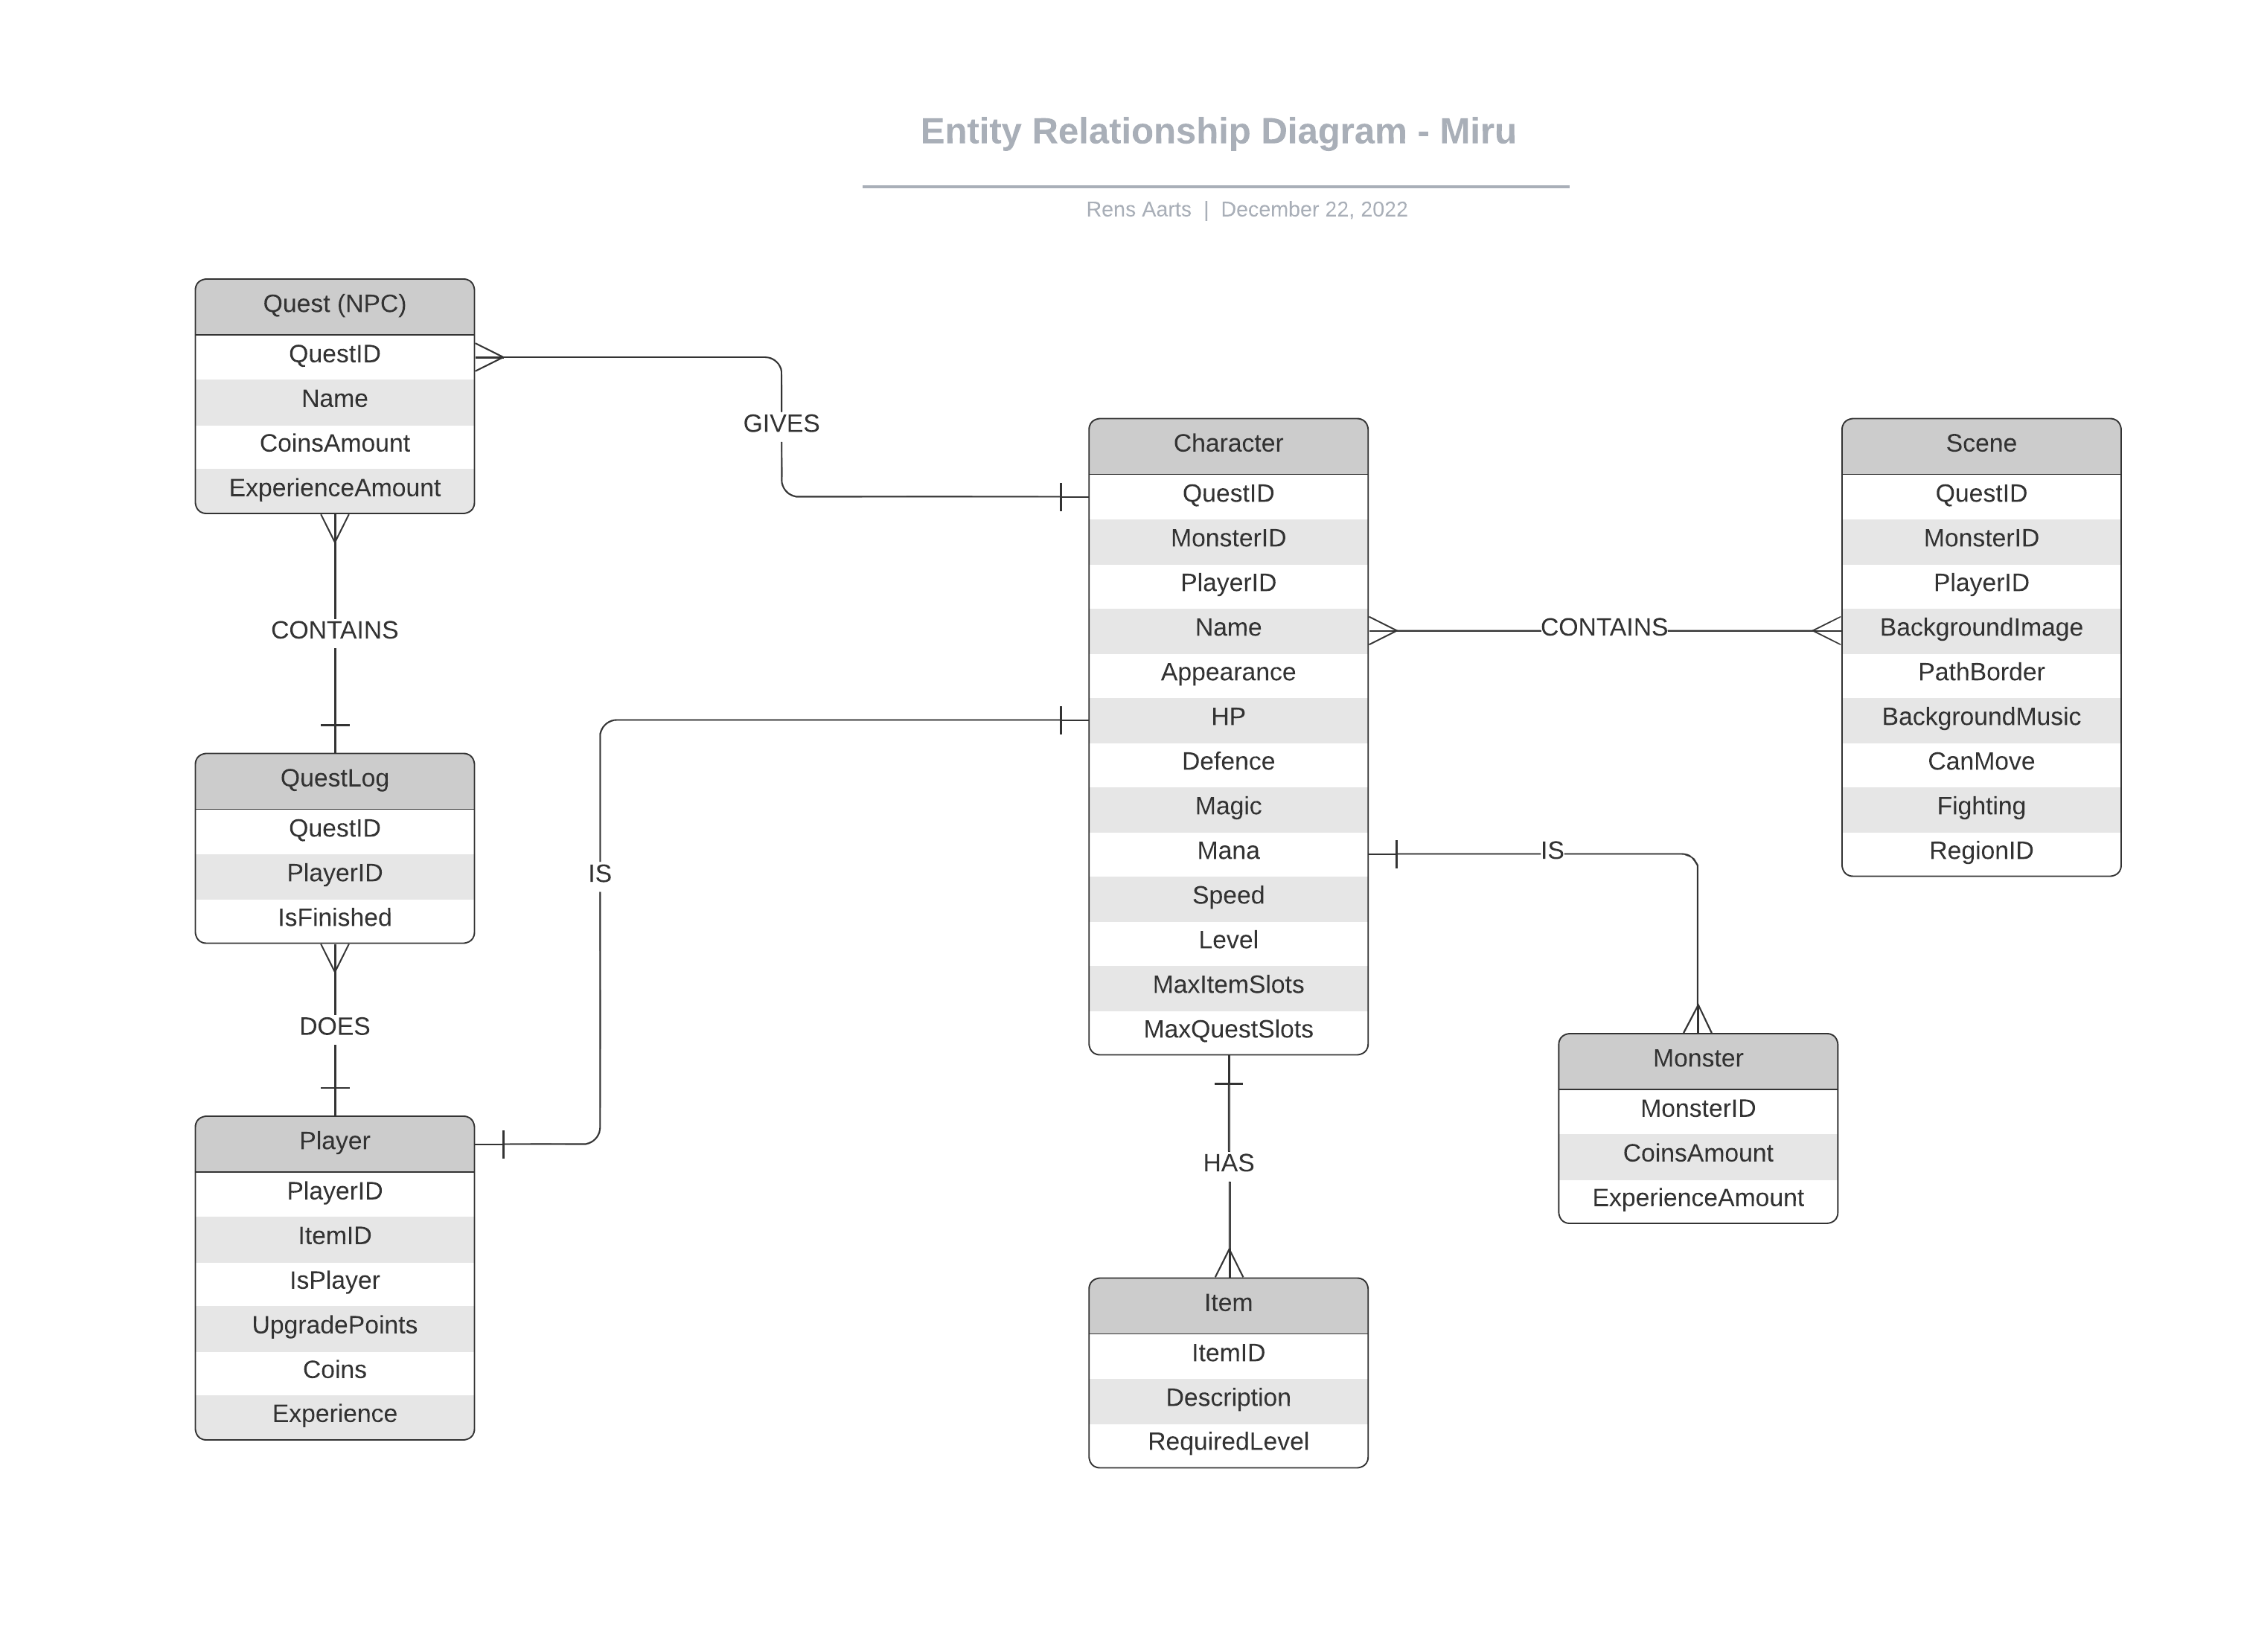 Entity Relationship Diagram - Miru
Rens Aarts | December 22, 2022
Quest (NPC)
QuestID
Name
CoinsAmount
ExperienceAmount
GIVES
CONTAINS
QuestLog
QuestID
PlayerID
IsFinished
DOES
IS
Player
PlayerID
ItemID
IsPlayer
UpgradePoints
Coins
Experience
Character
QuestID
MonsterID
PlayerID
Name
Appearance
HP
Defence
Magic
Mana
Speed
Level
MaxItemSlots
MaxQuestSlots
HAS
Item
ItemID
Description
RequiredLevel
CONTAINS
IS
Scene
QuestID
MonsterID
PlayerID
BackgroundImage
PathBorder
BackgroundMusic
CanMove
Fighting
RegionID
Monster
MonsterID
CoinsAmount
ExperienceAmount